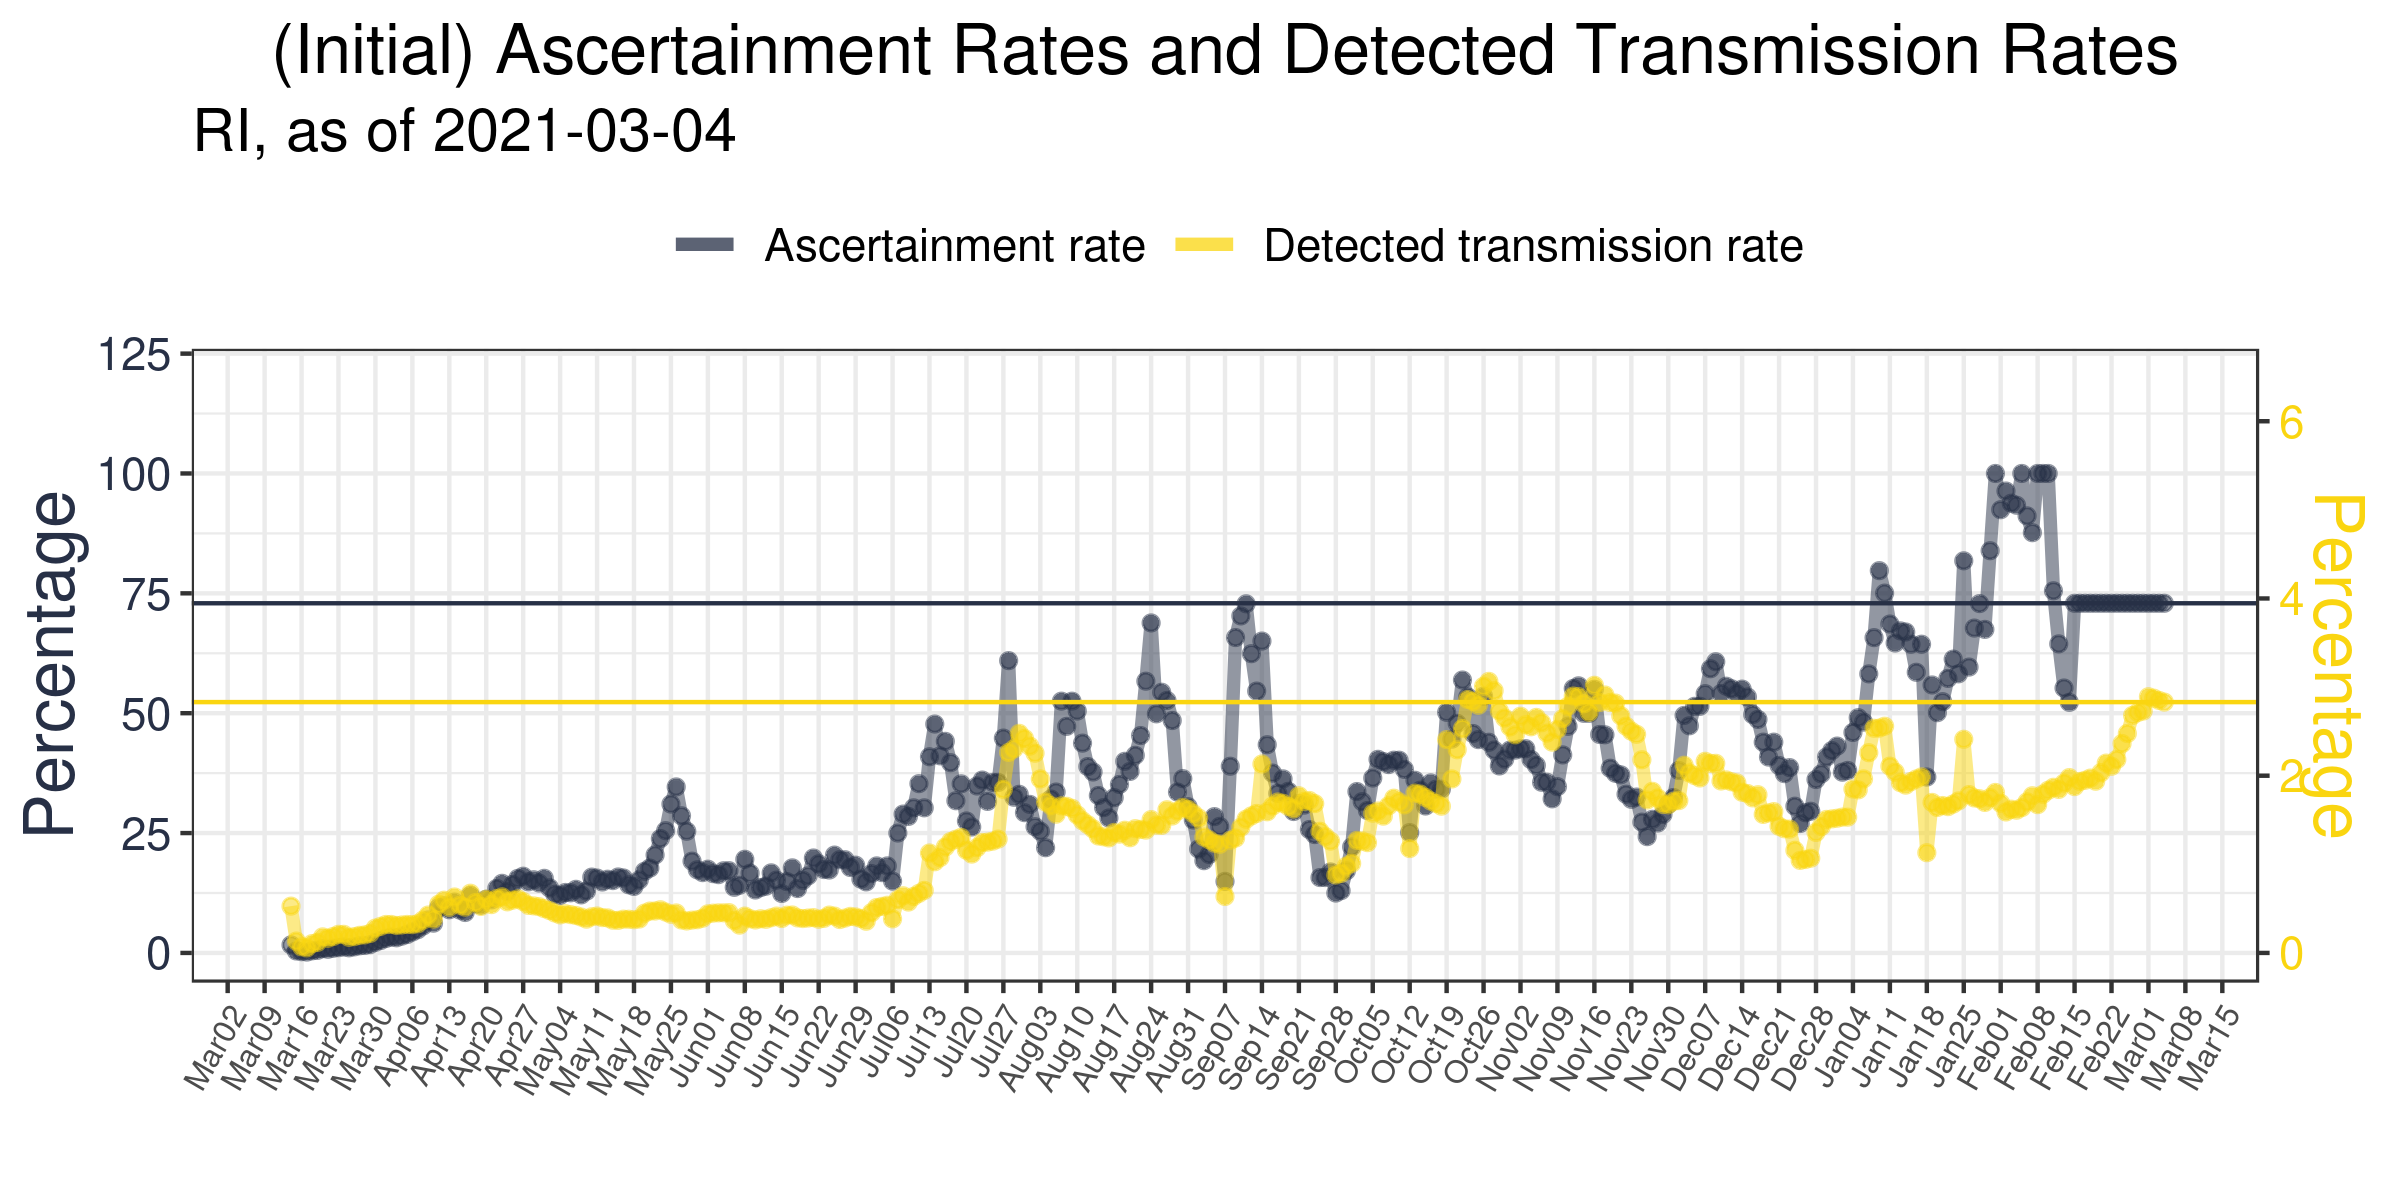 (Initial) Ascertainment Rates and Detected Transmission Rates
RI, as of 2021-03-04
Ascertainment rate
Detected transmission rate
Percentage
125
100
75
50
25
0
6
4
2
0
Percentage
Mar02
Mar09
Mar16
Mar23
Mar30
Apr06
Apr13
Apr20
Apr27
May04
May11
May18
May25
Jun01
Jun08
Jun15
Jun22
Jun29
Jul06
Jul13
Jul20
Jul27
Aug03
Aug10
Aug17
Aug24
Aug31
Sep07
Sep14
Sep21
Sep28
Oct05
Oct12
Oct19
Oct26
Nov02
Nov09
Nov16
Nov23
Nov30
Dec07
Dec14
Dec21
Dec28
Jan04
Jan11
Jan18
Jan25
Feb01
Feb08
Feb15
Feb22
Mar01
Mar08
Mar15